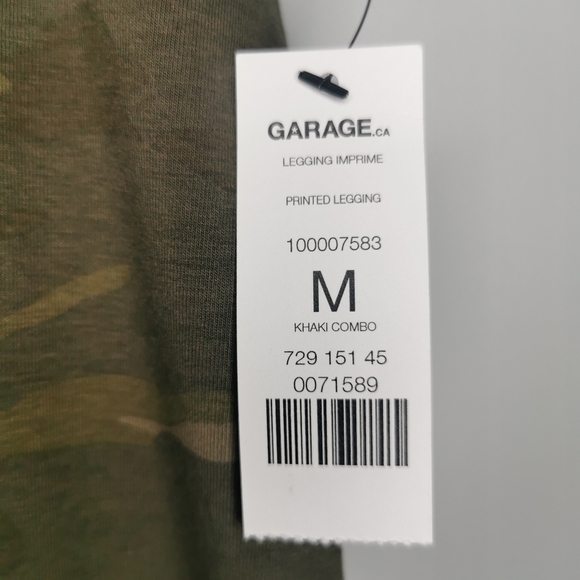 GARAGE.CA
LEGGING IMPRIME
PRINTED LEGGING
100007583
M
KHAKI COMBO
729 151 45
0071589